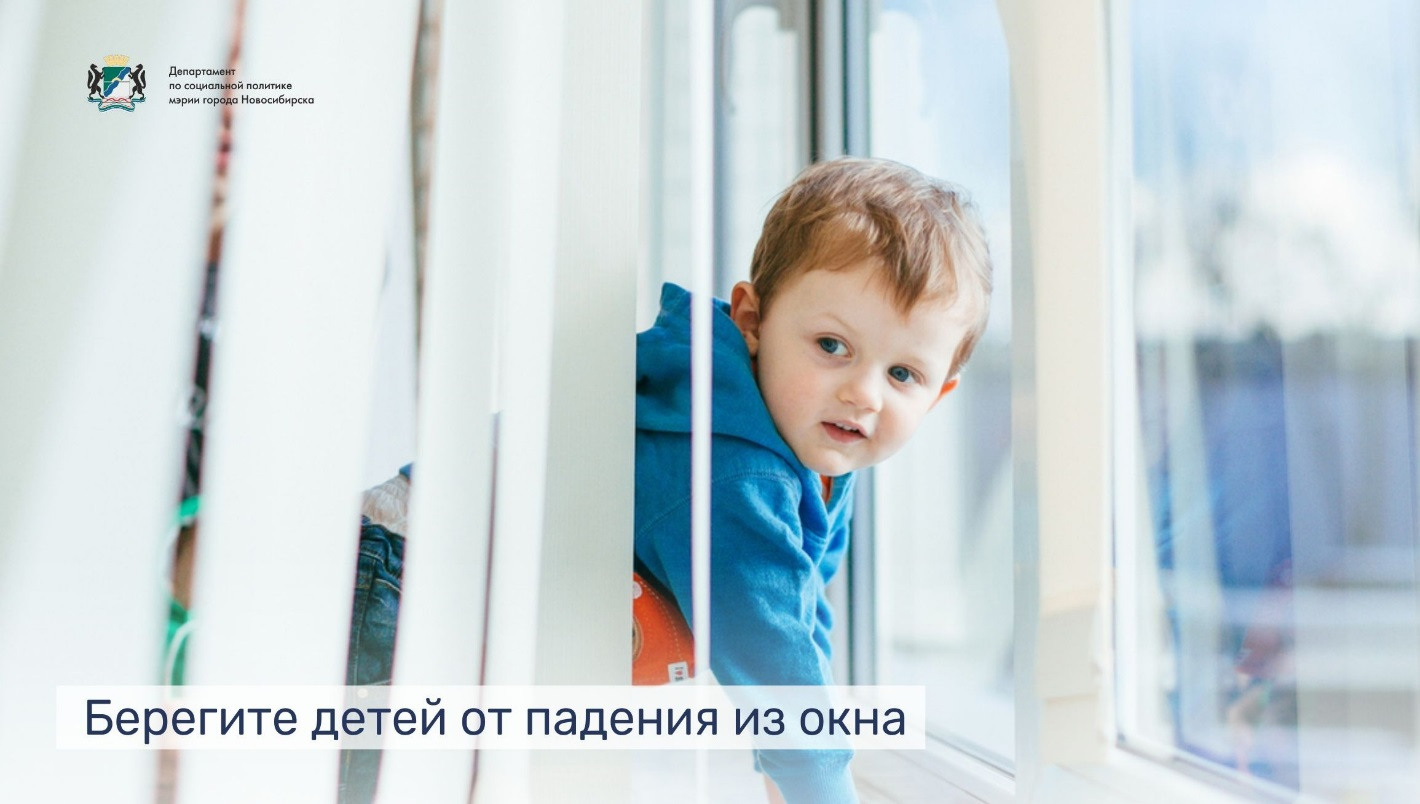 Департамент
по социальной политике
мэрии города Новосибирска
Берегите детей от падения из окна